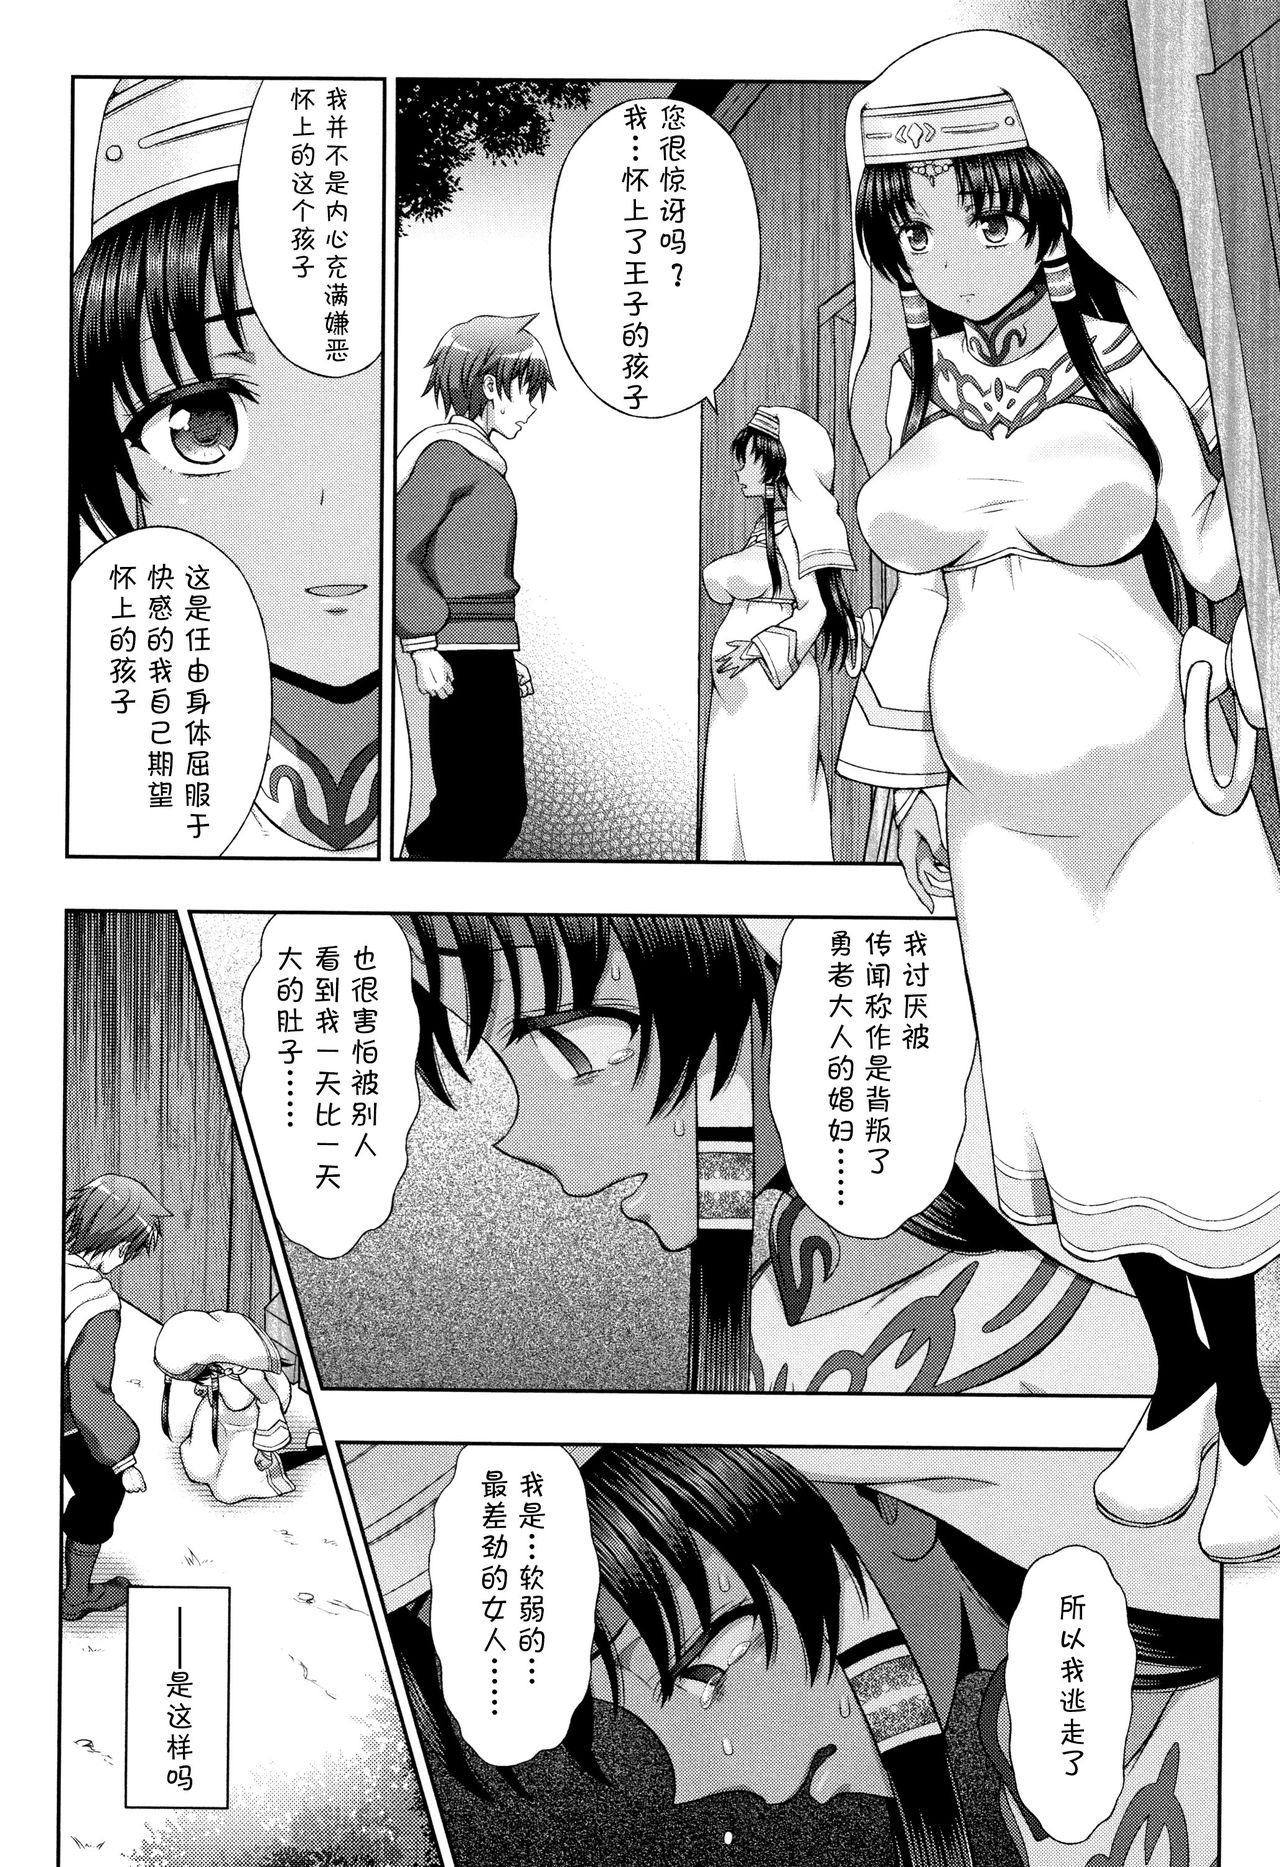 您很惊讶吗？
我…怀上了王子的孩子
我并不是内心充满嫌恶
怀上的这个孩子
这是任由身体屈服于
快感的我自己期望
怀上的孩子
我讨厌被
传闻称作是背叛了
勇者大人的娼妇……
也很害怕被别人
看到我一天比一天
大的肚子……
所以我逃走了
我是…软弱的…
最差劲的女人……
——是这样吗